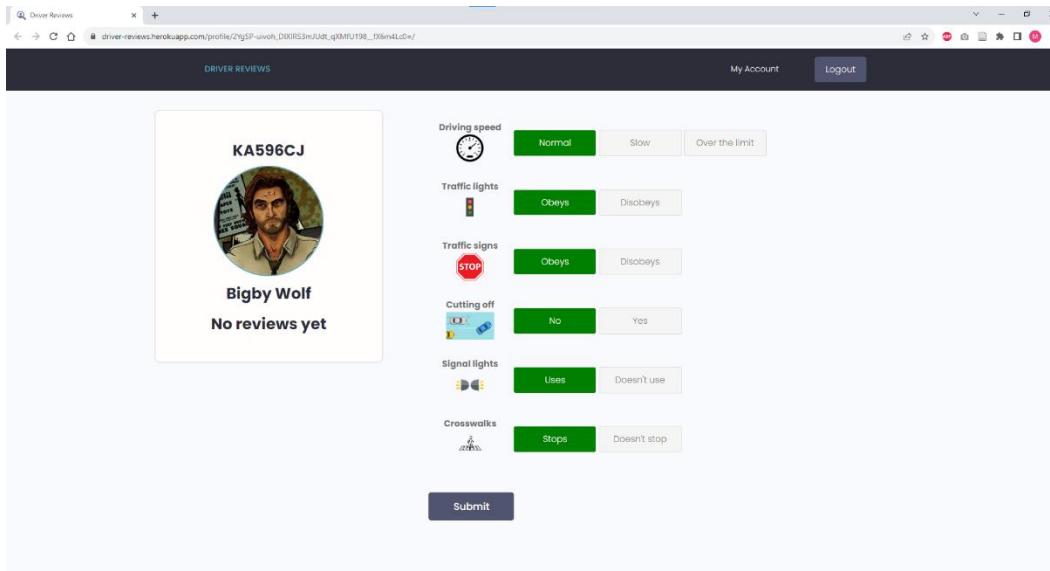 Driver Reviews
driver-reviews.herokuapp.com/profile/
DRIVER REVIEWS
My Account
Logout
KA596CJ
Bigby Wolf
No reviews yet
Driving speed
Normal
Slow
Over the limit
Traffic lights
Obeys
Disobeys
Traffic signs
STOP
Obeys
Disobeys
Cutting off
No
Yes
Signal lights
Uses
Doesn't use
Crosswalks
Stops
Doesn't stop
Submit